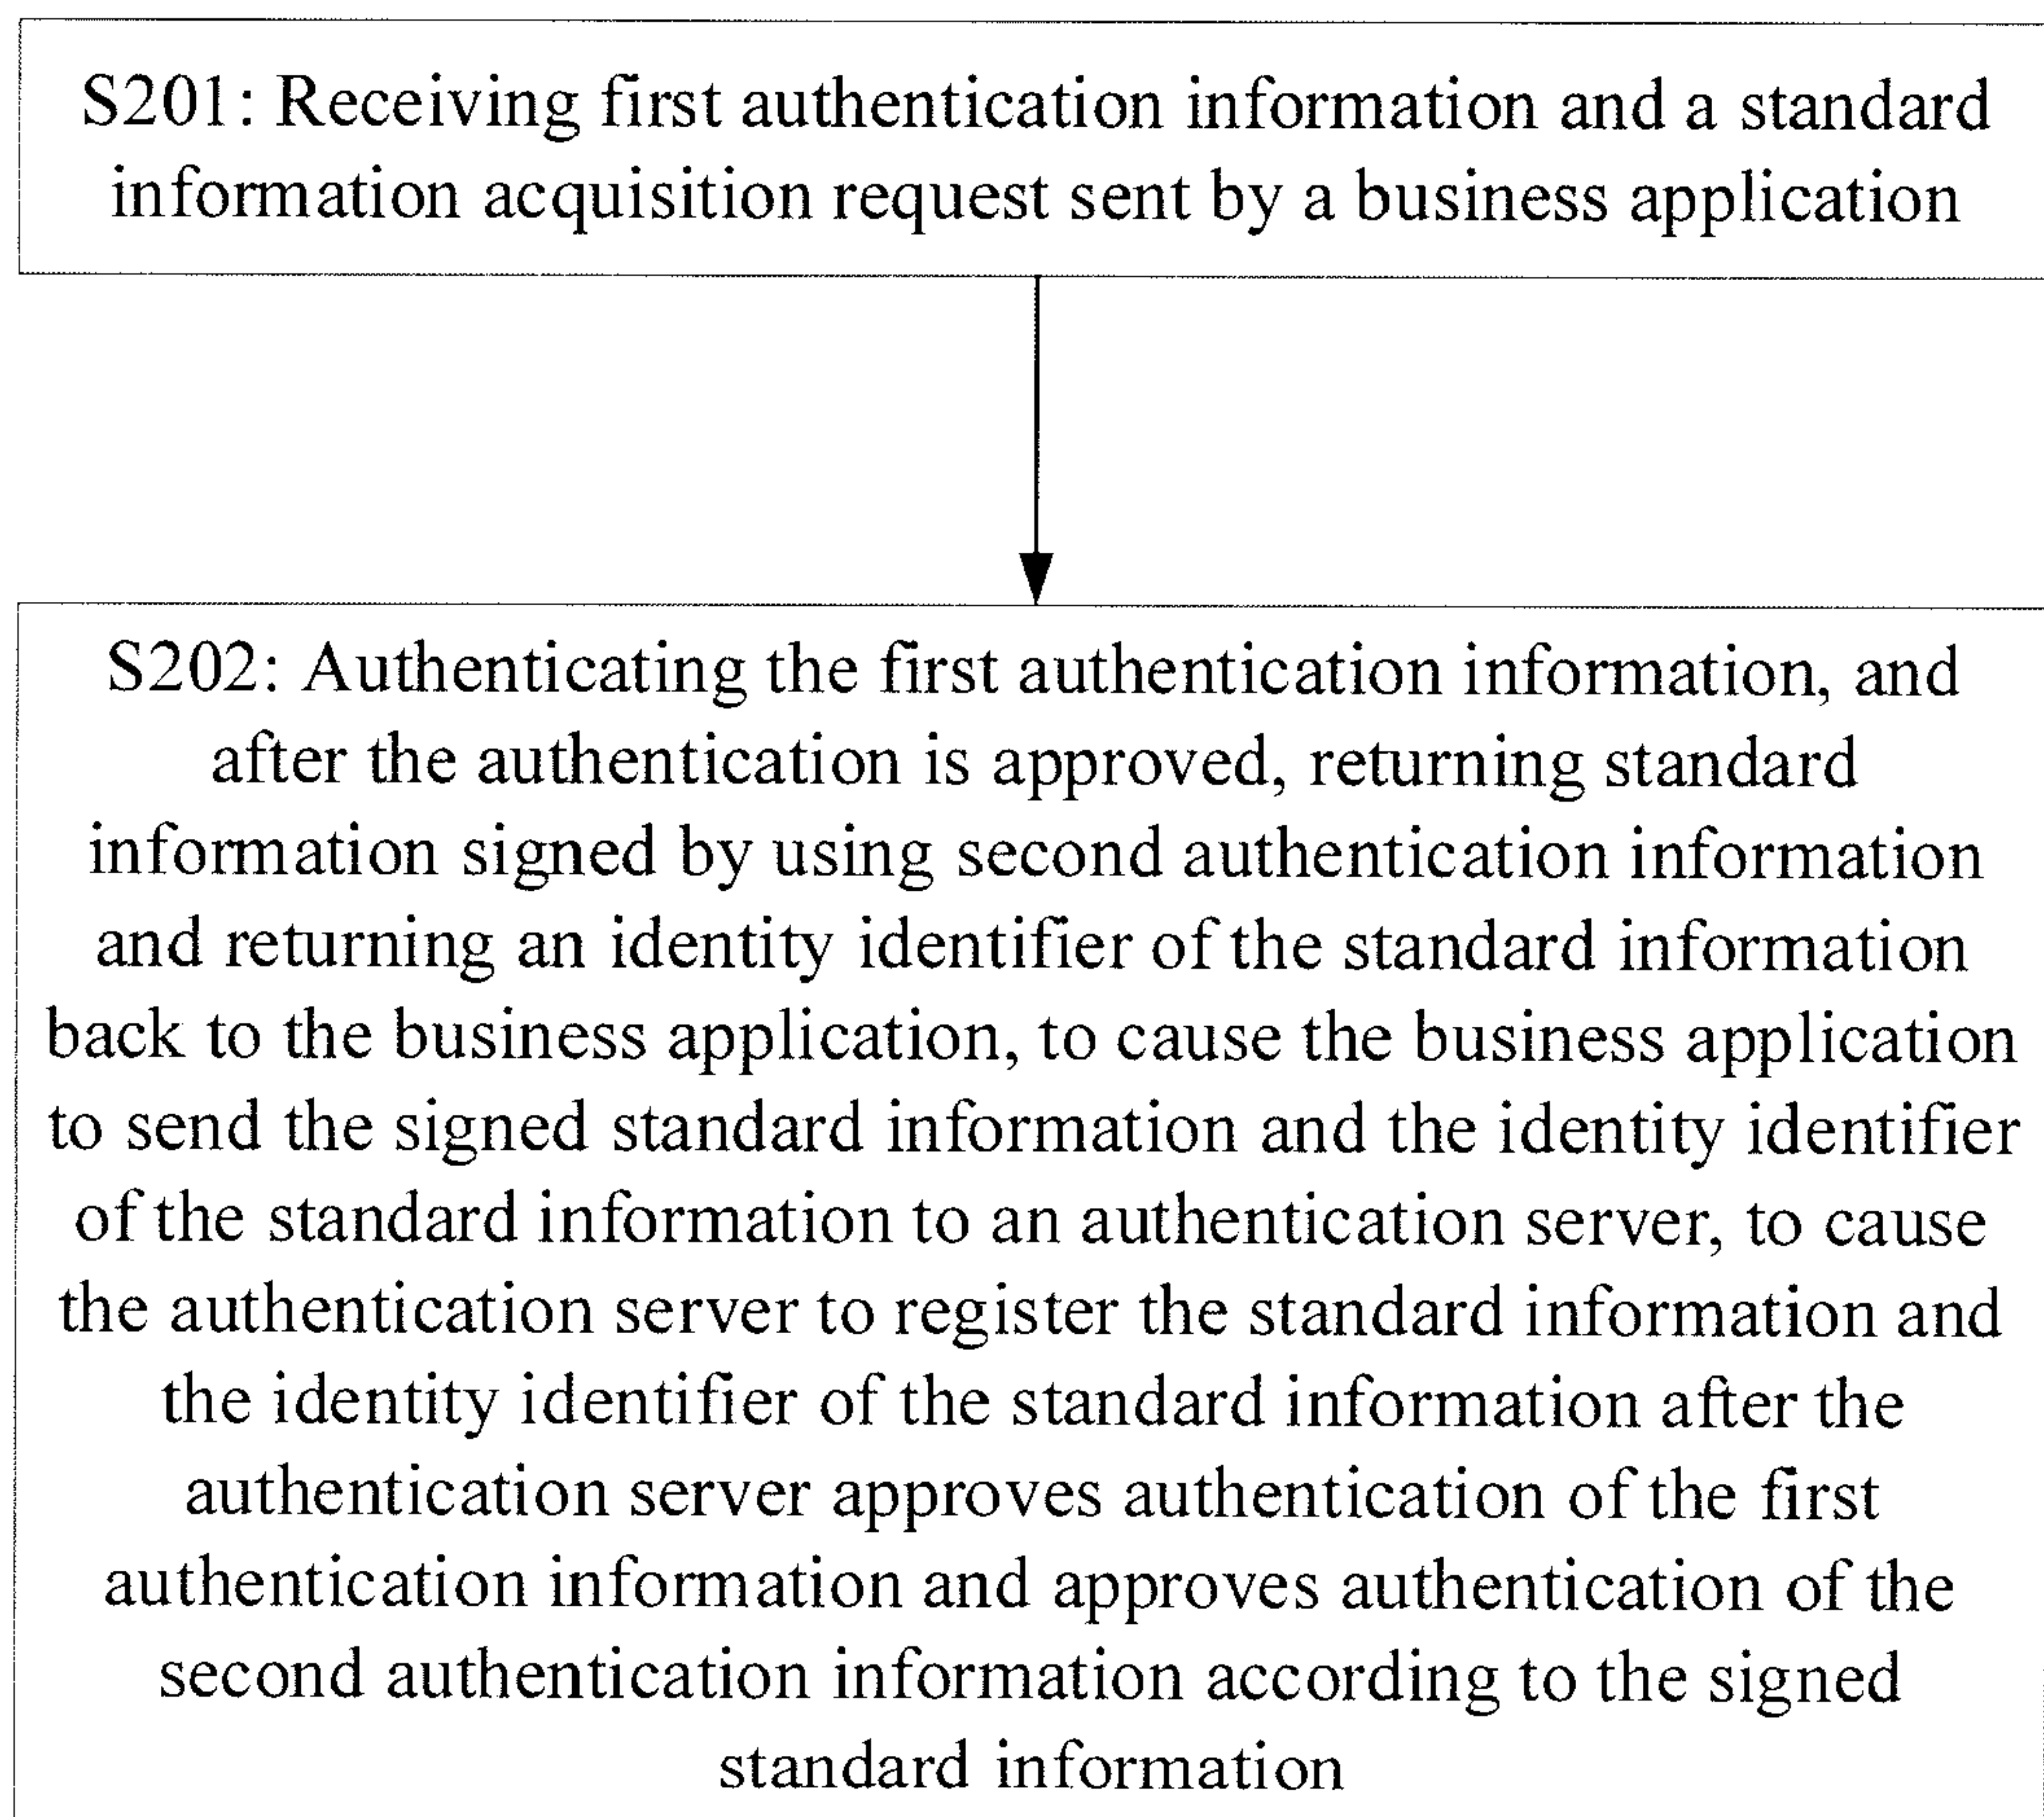 S201: Receiving first authentication information and a standard
information acquisition request sent by a business application
S202: Authenticating the first authentication information, and
after the authentication is approved, returning standard
information signed by using second authentication information
and returning an identity identifier of the standard information
back to the business application, to cause the business application
to send the signed standard information and the identity identifier
of the standard information to an authentication server, to cause
the authentication server to register the standard information and
the identity identifier of the standard information after the
authentication server approves authentication of the first
authentication information and approves authentication of the
second authentication information according to the signed
standard information